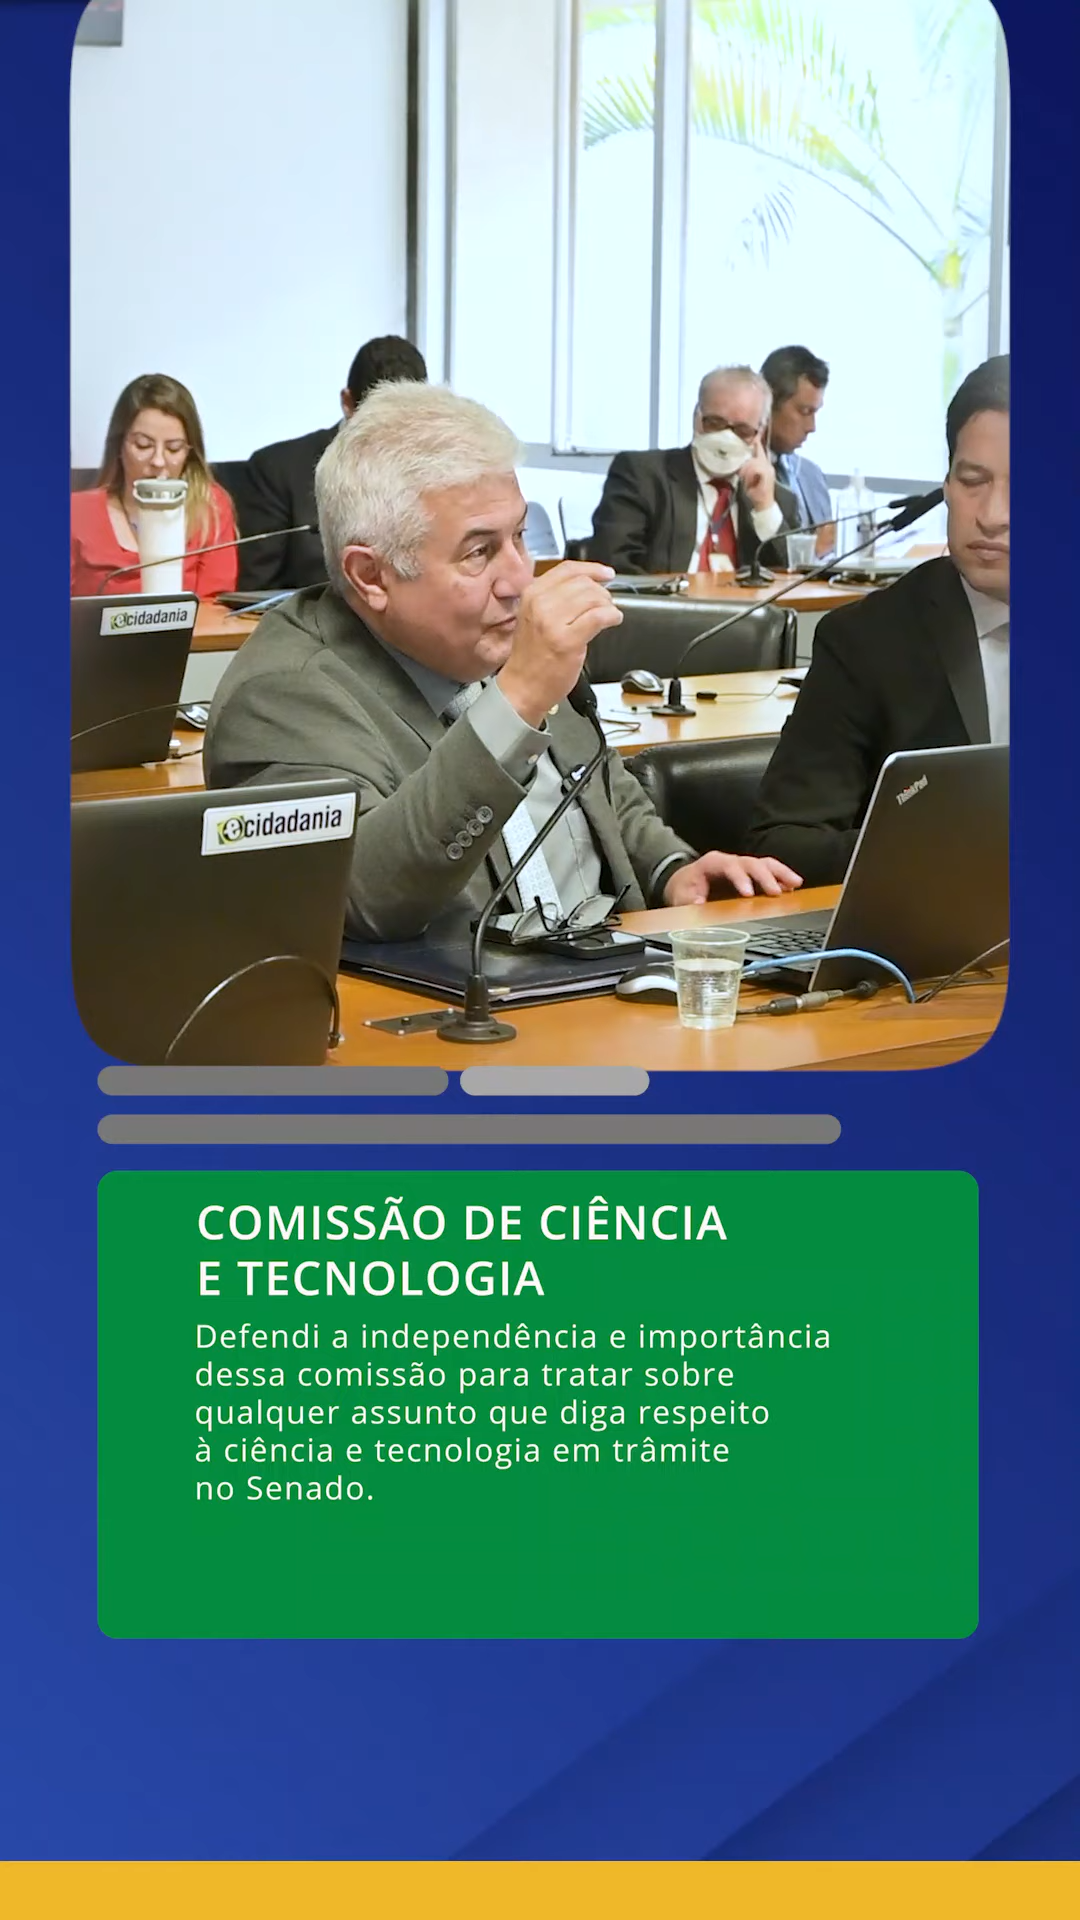 ecidadania
ecidadania
ThinkPad
COMISSÃO DE CIÊNCIA
E TECNOLOGIA
Defendi a independência e importância
dessa comissão para tratar sobre
qualquer assunto que diga respeito
à ciência e tecnologia em trâmite
no Senado.